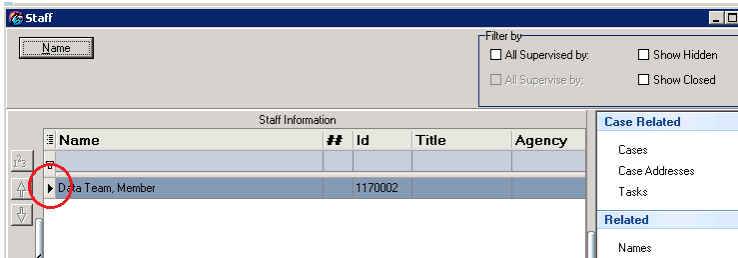 Staff
Name
Filter by
All Supervised by:
Show Hidden
All Supervise by:
Show Closed
Staff Information
Name ## Id Title Agency
Data Team, Member 1170002
1²3
Case Related
Cases
Case Addresses
Tasks
Related
Names